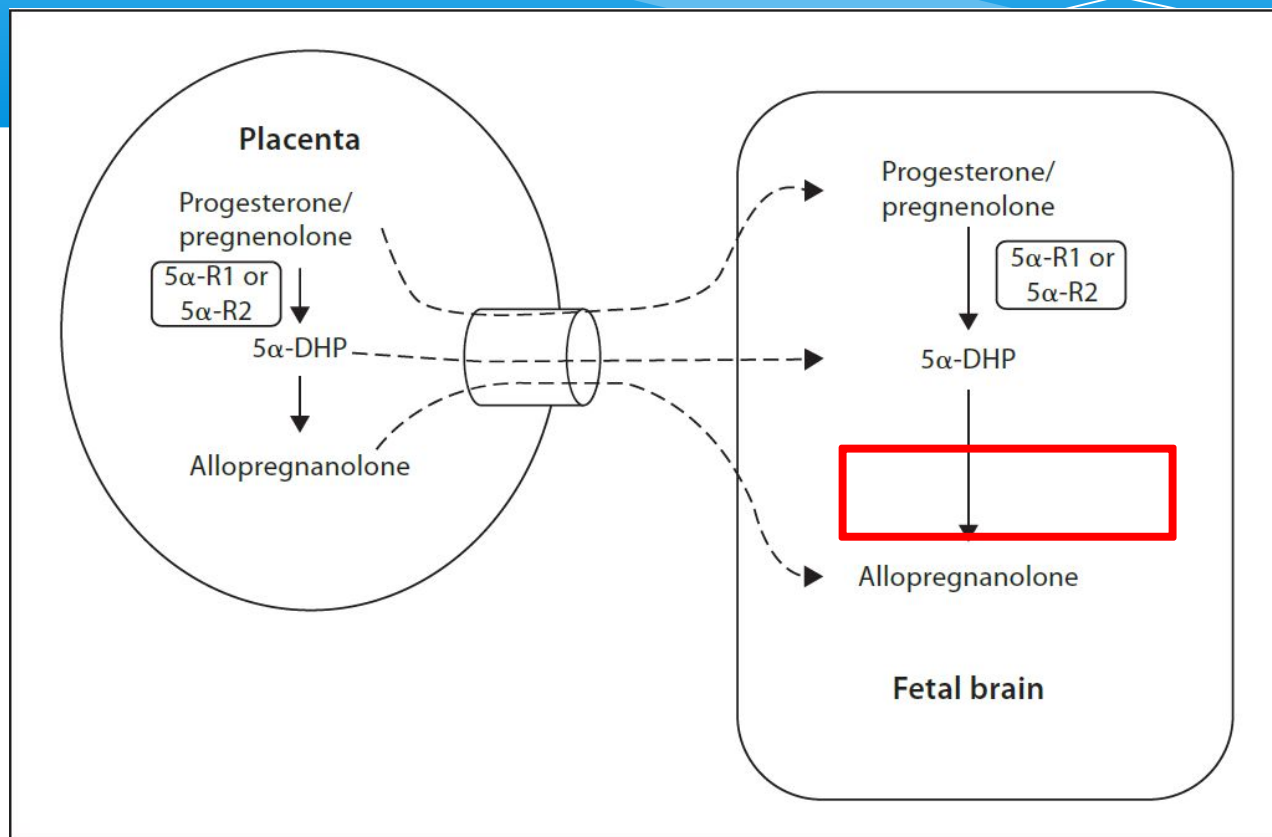 Placenta
Progesterone/
pregnenolone
5α-R1 or
5α-R2
5α-DHP
Allopregnanolone
Progesterone/
pregnenolone
5α-R1 or
5α-R2
5α-DHP
Allopregnanolone
Fetal brain